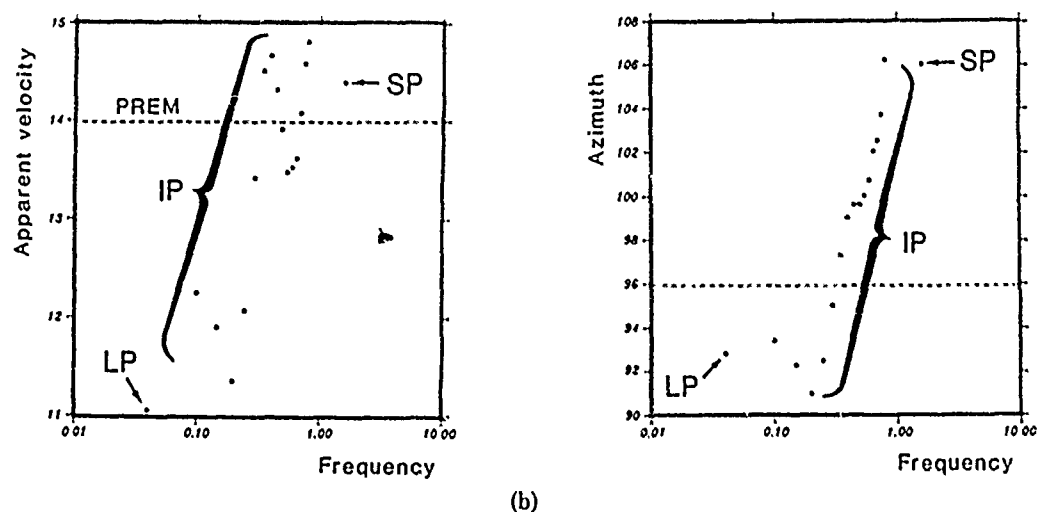 15
14
13
12
11
Apparent velocity
PREM
SP
IP
LP
0.01
0.10
1.00
10.00
Frequency
108
106
104
102
100
98
96
94
92
90
Azimuth
SP
IP
LP
0.01
0.10
1.00
10.00
Frequency
(b)